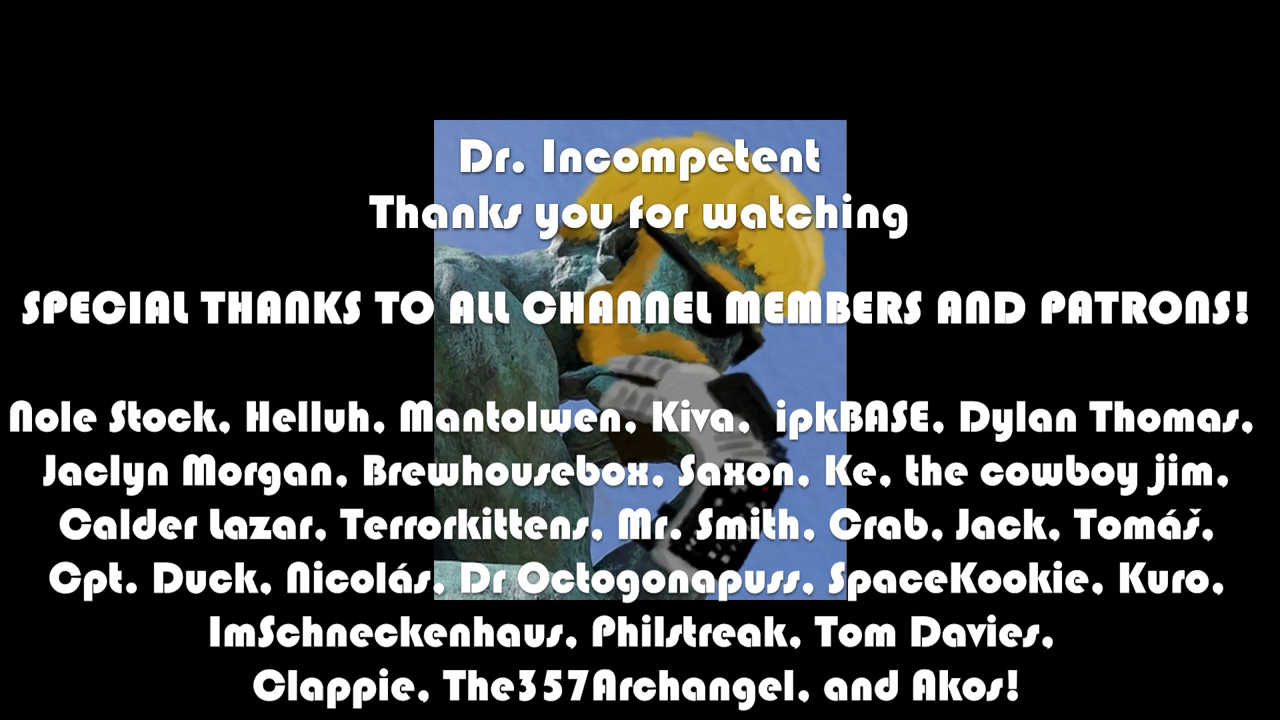 Dr. Incompetent
Thanks you for watching
SPECIAL THANKS TO ALL CHANNEL MEMBERS AND PATRONS!
Nole Stock, Helluh, Mantolwen, Kiva, ipkBASE, Dylan Thomas,
Jaclyn Morgan, Brewhousebox, Saxon, Ke, the cowboy jim,
Calder Lazar, Terrorkittens, Mr. Smith, Crab, Jack, Tomáš,
Cpt. Duck, Nicolás, Dr Octogonapuss, SpaceKookie, Kuro,
ImSchneckenhaus, Philstreak, Tom Davies,
Clappie, The357Archangel, and Akos!